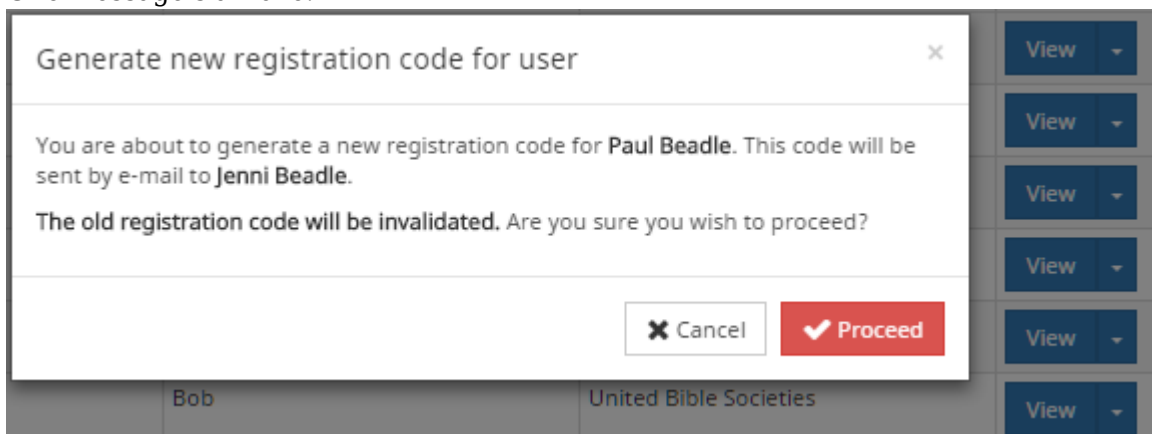 Generate new registration code for user ×
View
View
You are about to generate a new registration code for Paul Beadle. This code will be
sent by e-mail to Jenni Beadle.
View
The old registration code will be invalidated. Are you sure you wish to proceed?
View
Cancel Proceed
View
Bob United Bible Societies
View